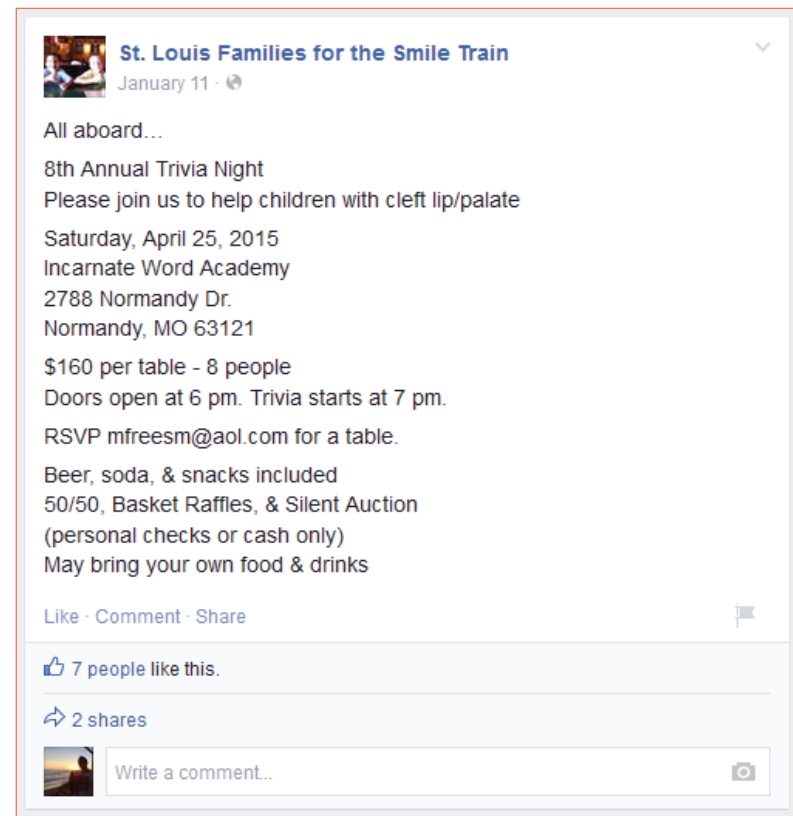 St. Louis Families for the Smile Train
January 11 ·
All aboard...
8th Annual Trivia Night
Please join us to help children with cleft lip/palate
Saturday, April 25, 2015
Incarnate Word Academy
2788 Normandy Dr.
Normandy, MO 63121
$160 per table - 8 people
Doors open at 6 pm. Trivia starts at 7 pm.
RSVP mfreesm@aol.com for a table.
Beer, soda, & snacks included
50/50, Basket Raffles, & Silent Auction
(personal checks or cash only)
May bring your own food & drinks
Like · Comment · Share
7 people like this.
2 shares
Write a comment...